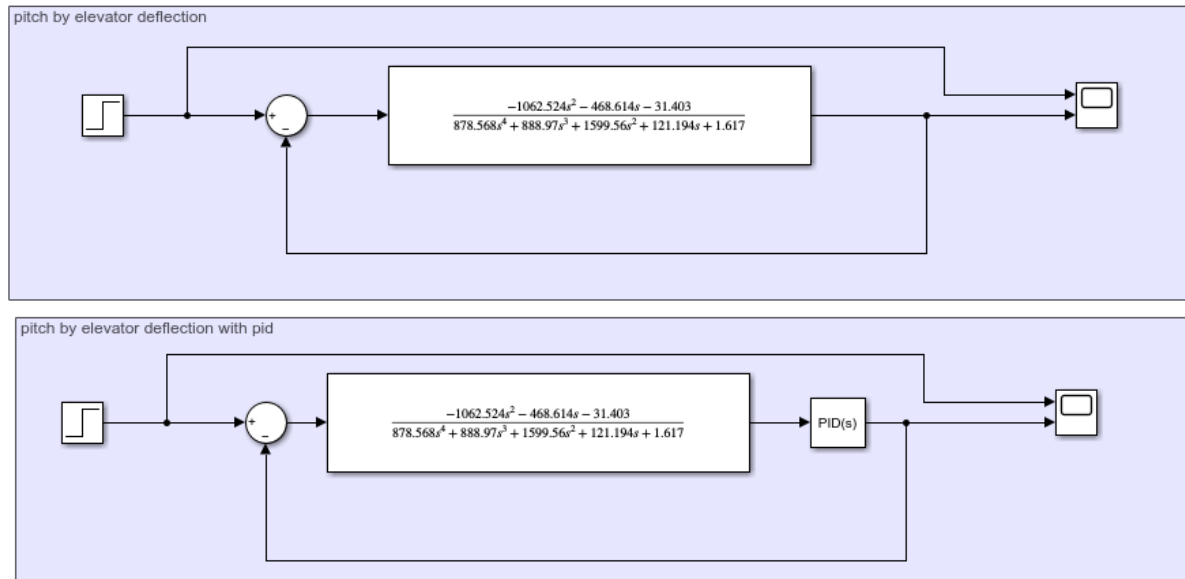 pitch by elevator deflection
+
−
−1062.524s² − 468.614s − 31.403
878.568s⁴ + 888.97s³ + 1599.56s² + 121.194s + 1.617
pitch by elevator deflection with pid
+
−
−1062.524s² − 468.614s − 31.403
878.568s⁴ + 888.97s³ + 1599.56s² + 121.194s + 1.617
PID(s)